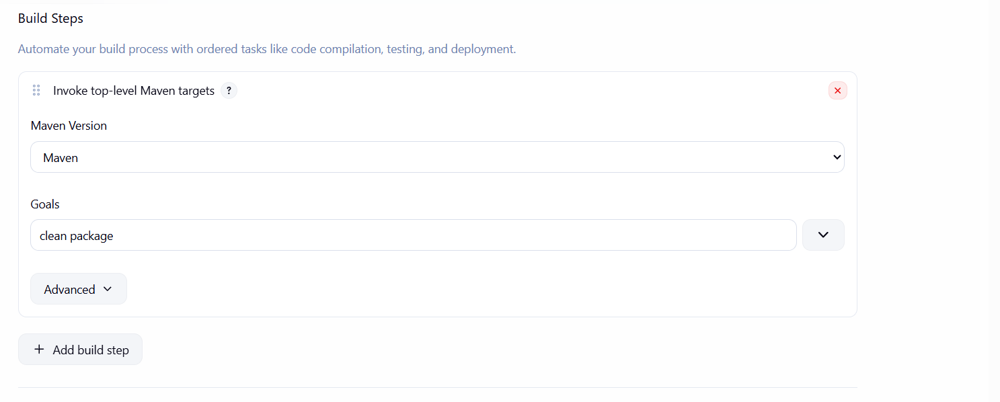 Build Steps
Automate your build process with ordered tasks like code compilation, testing, and deployment.
Invoke top-level Maven targets ?
Maven Version
Maven
Goals
clean package
Advanced
+ Add build step